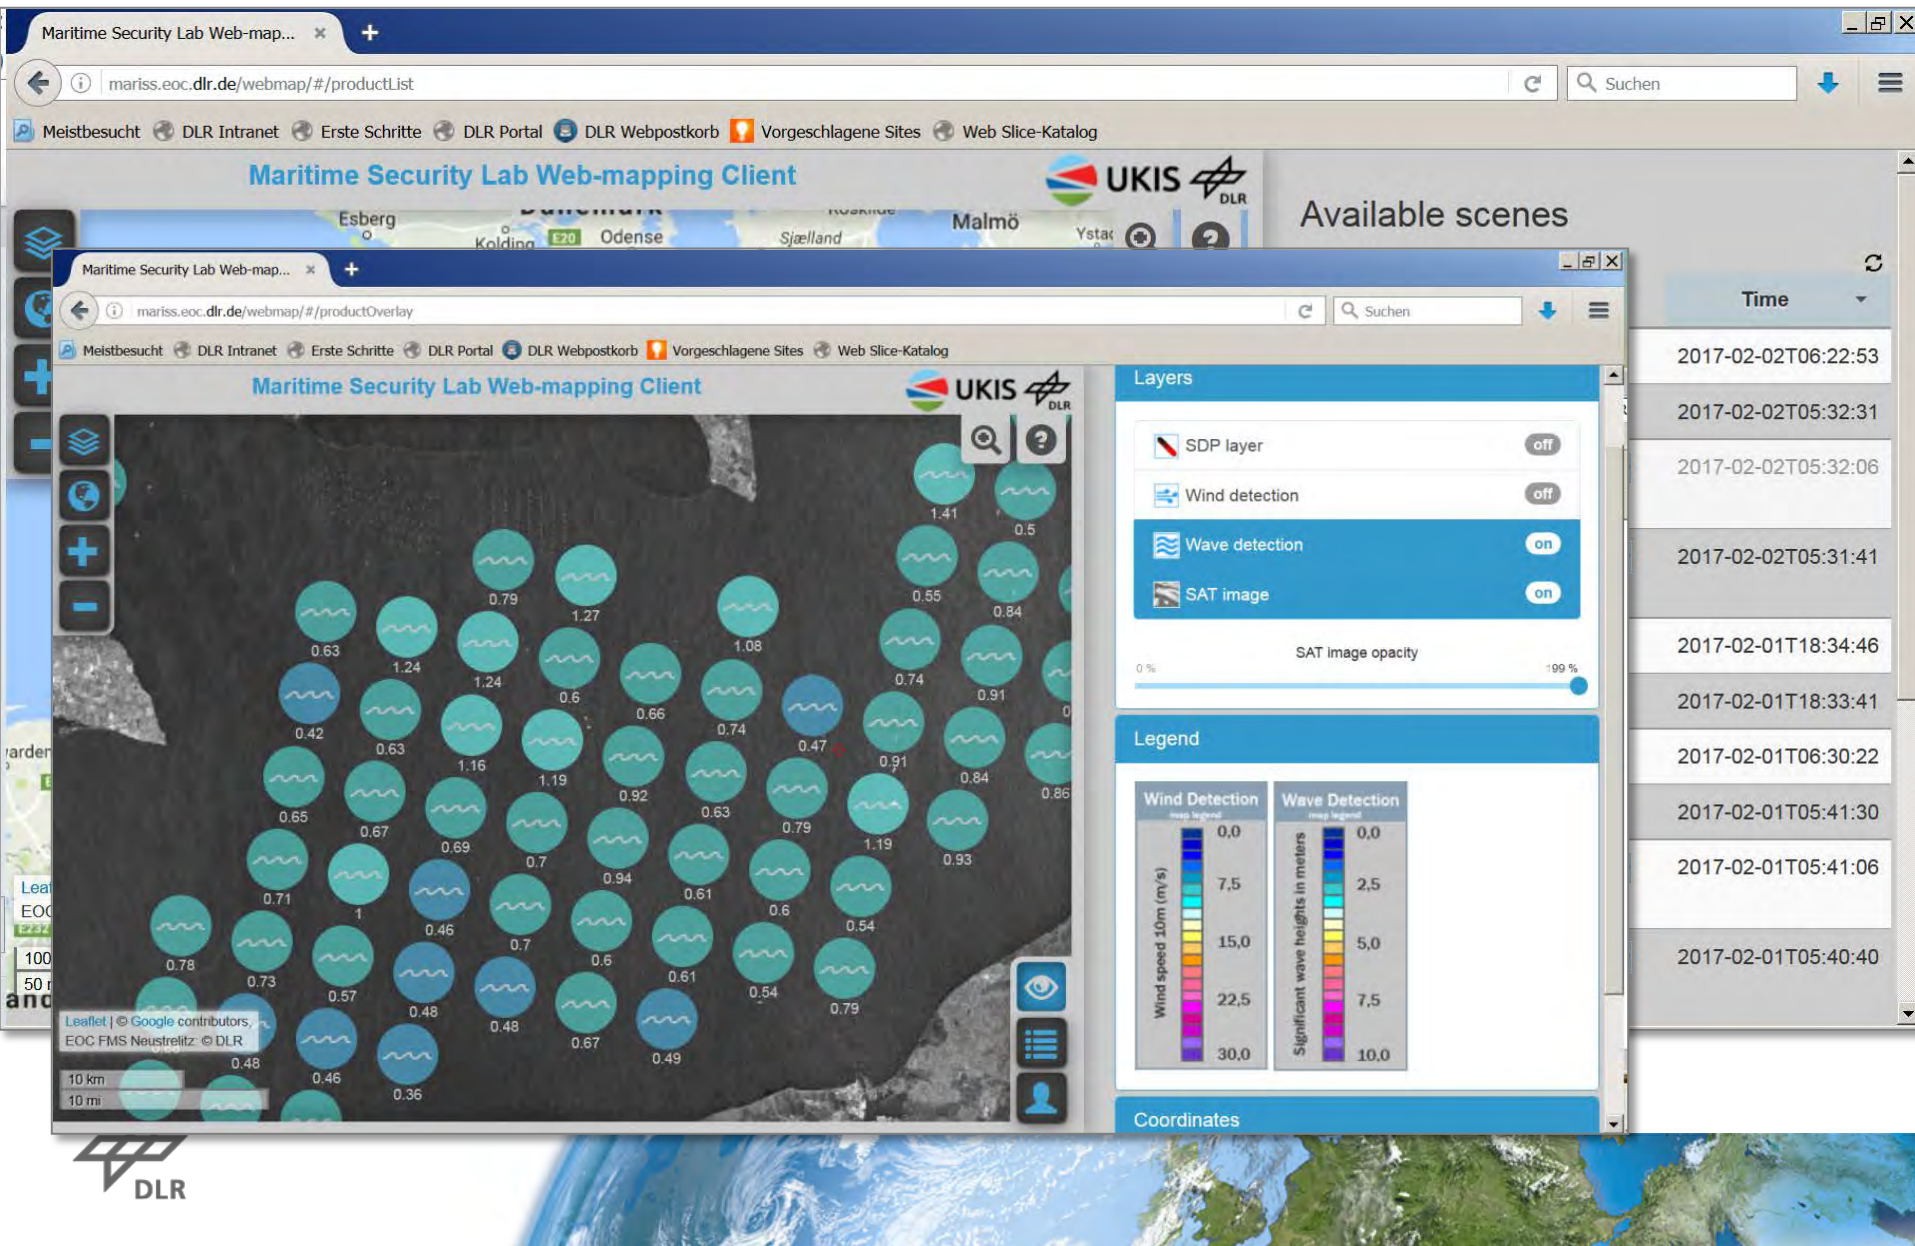 Maritime Security Lab Web-map...
mariss.eoc.dlr.de/webmap/#/productList
Suchen
Meistbesucht DLR Intranet Erste Schritte DLR Portal DLR Webpostkorb Vorgeschlagene Sites Web Slice-Katalog
Maritime Security Lab Web-mapping Client
UKIS DLR
Available scenes
Esberg
Kolding E20 Odense
Sjælland
Malmö
Time
2017-02-02T06:22:53
2017-02-02T05:32:31
2017-02-02T05:32:06
2017-02-02T05:31:41
2017-02-01T18:34:46
2017-02-01T18:33:41
2017-02-01T06:30:22
2017-02-01T05:41:30
2017-02-01T05:41:06
2017-02-01T05:40:40
Maritime Security Lab Web-map...
mariss.eoc.dlr.de/webmap/#/productOverlay
Suchen
Meistbesucht DLR Intranet Erste Schritte DLR Portal DLR Webpostkorb Vorgeschlagene Sites Web Slice-Katalog
Maritime Security Lab Web-mapping Client
UKIS DLR
1.41
0.5
0.79
1.27
0.55
0.84
0.63
1.24
1.24
0.6
0.66
1.08
0.74
0.91
0.42
0.63
1.16
1.19
0.92
0.74
0.47
0.91
0.84
0.86
0.65
0.67
0.69
0.7
0.94
0.63
0.79
1.19
0.93
0.71
1
0.46
0.7
0.6
0.61
0.6
0.54
0.78
0.73
0.57
0.48
0.48
0.67
0.61
0.54
0.79
0.48
0.46
0.36
0.49
Leaflet | © Google contributors,
EOC FMS Neustrelitz: © DLR
10 km
10 mi
Layers
SDP layer off
Wind detection off
Wave detection on
SAT image on
SAT image opacity
0 %
Legend
Wind Detection
map legend
Wind speed 10m (m/s)
0,0
7,5
15,0
22,5
30,0
Wave Detection
map legend
Significant wave heights in meters
0,0
2,5
5,0
7,5
10,0
Coordinates
DLR